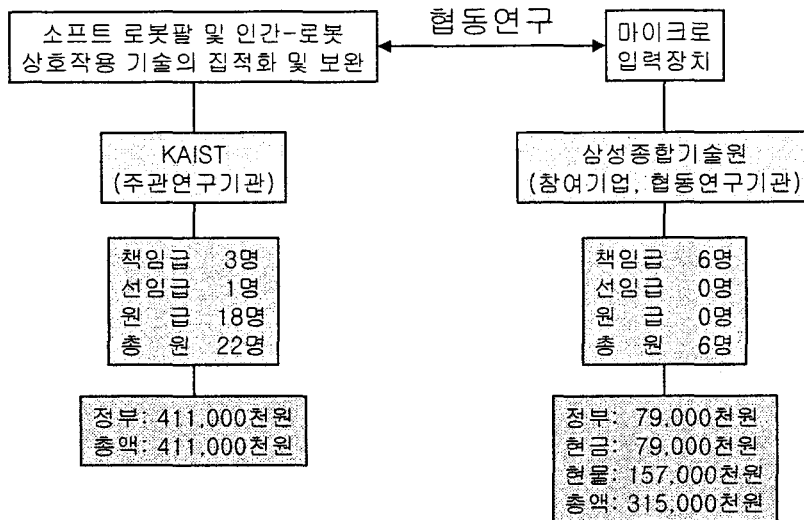 협동연구
소프트 로봇팔 및 인간-로봇
상호작용 기술의 집적화 및 보완
마이크로
입력장치
KAIST
(주관연구기관)
삼성종합기술원
(참여기업, 협동연구기관)
책임급 3명
선임급 1명
원 급 18명
총 원 22명
책임급 6명
선임급 0명
원 급 0명
총 원 6명
정부: 411,000천원
총액: 411,000천원
정부: 79,000천원
현금: 79,000천원
현물: 157,000천원
총액: 315,000천원